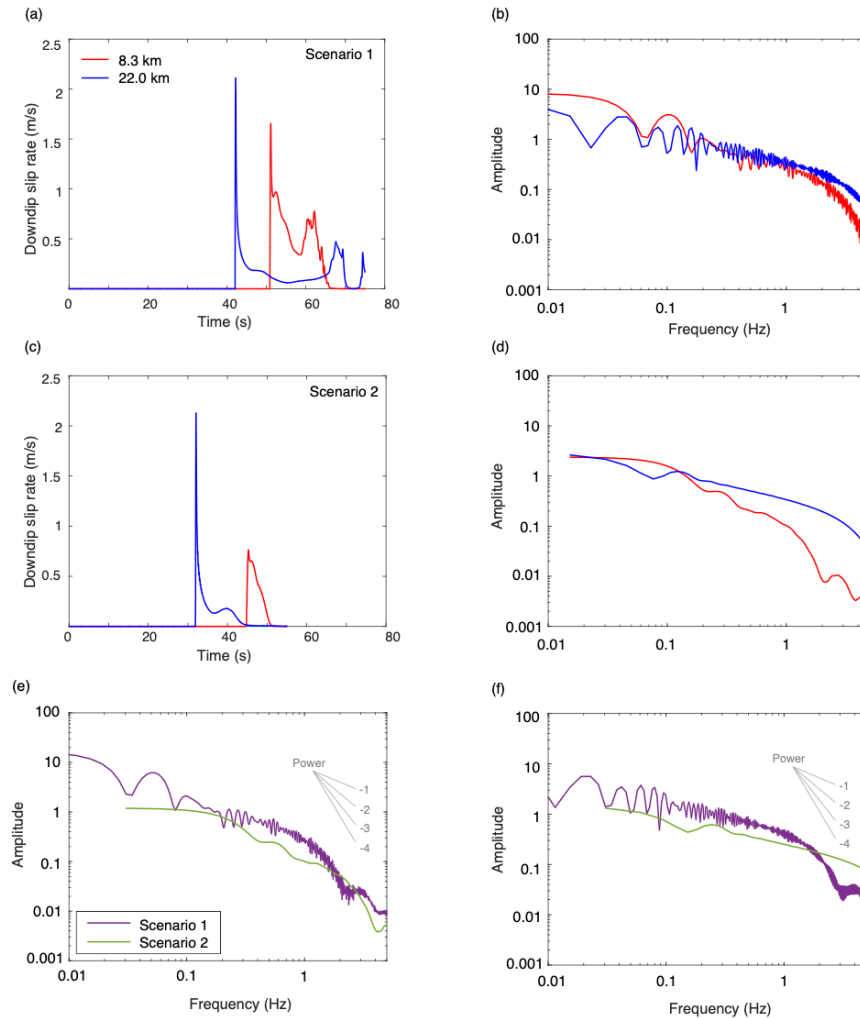 (a)
Scenario 1
8.3 km
22.0 km
2.5
2
1.5
1
0.5
Downdip slip rate (m/s)
0 20 40 60 80
Time (s)
(b)
100
10
1
0.1
0.01
0.001
Amplitude
0.01 0.1 1
Frequency (Hz)
(c)
Scenario 2
2.5
2
1.5
1
0.5
Downdip slip rate (m/s)
0 20 40 60 80
Time (s)
(d)
100
10
1
0.1
0.01
0.001
Amplitude
0.01 0.1 1
(e)
100
10
1
0.1
0.01
0.001
Amplitude
Power
-1
-2
-3
-4
Scenario 1
Scenario 2
0.01 0.1 1
Frequency (Hz)
(f)
100
10
1
0.1
0.01
0.001
Amplitude
Power
-1
-2
-3
-4
0.01 0.1 1
Frequency (Hz)